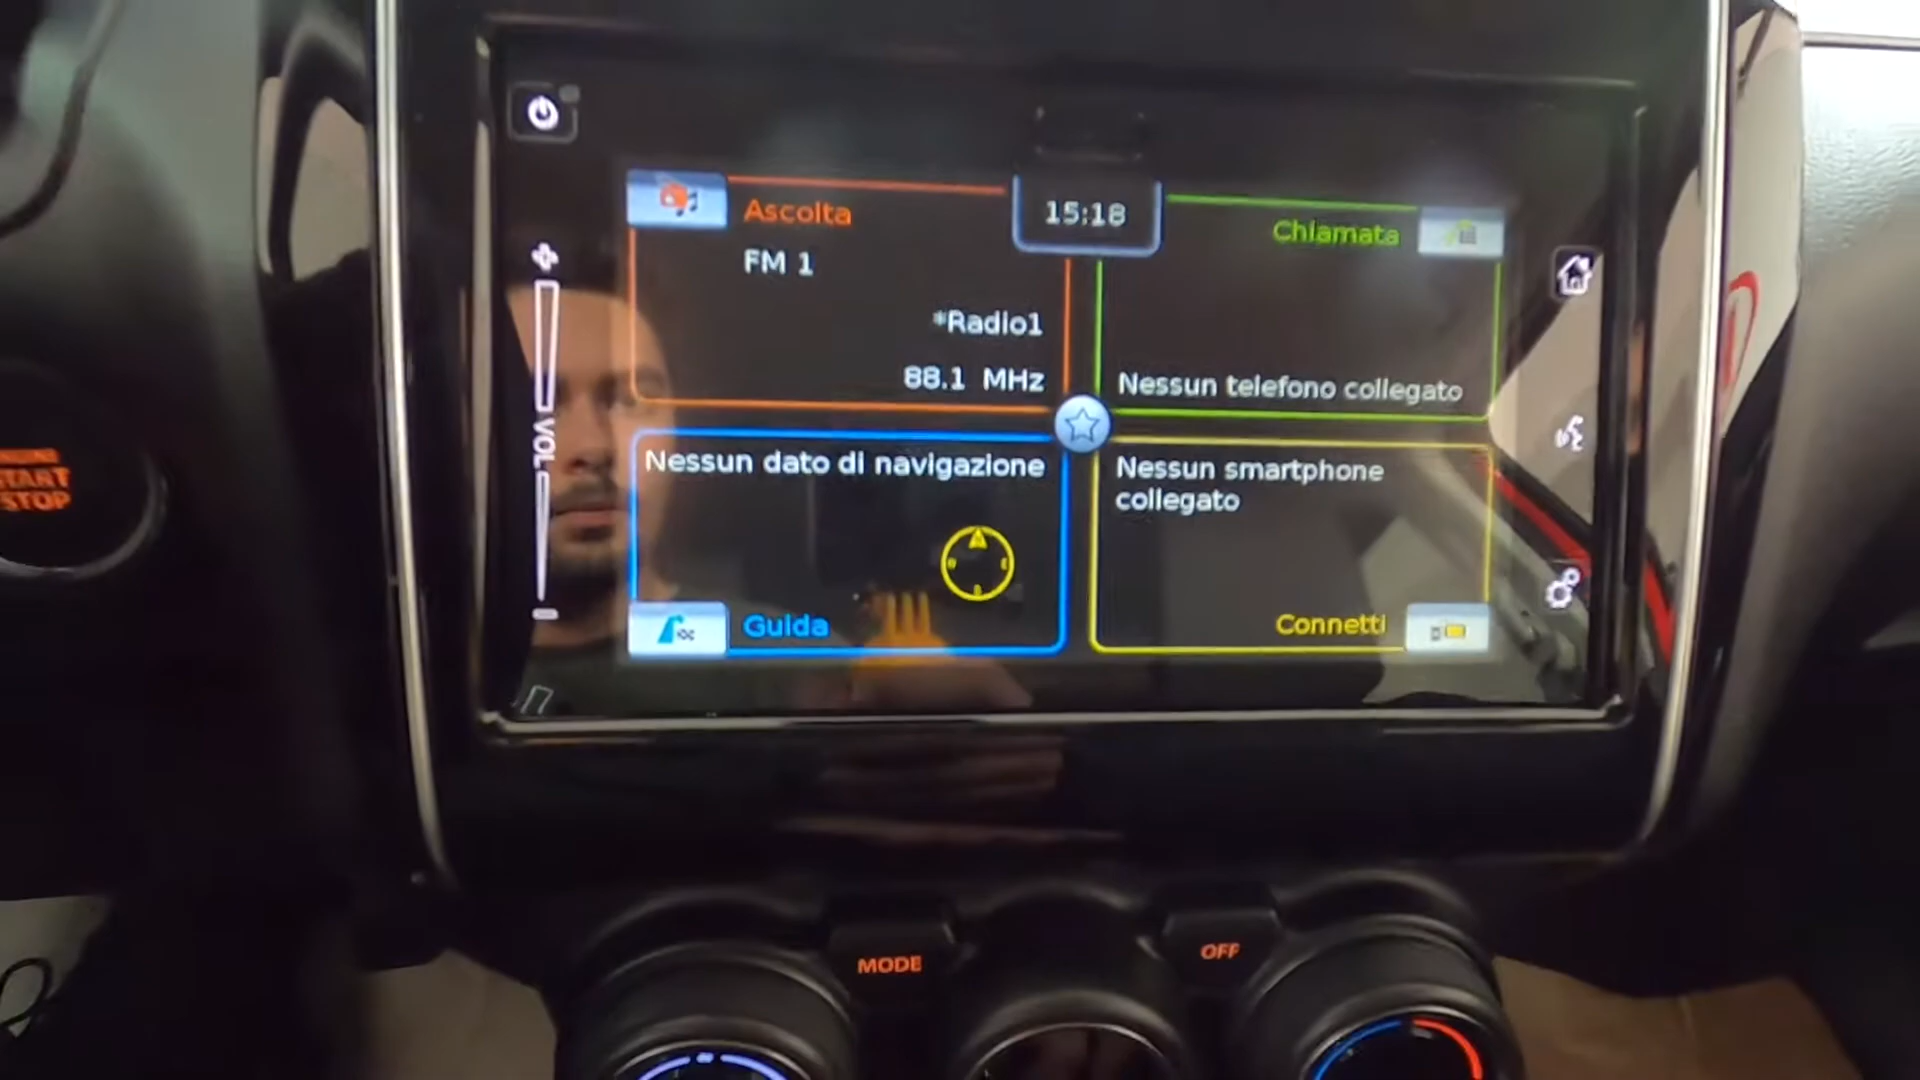 Ascolta
15:18
Chiamata
FM 1
*Radio1
88.1 MHz
Nessun telefono collegato
VOL
Nessun dato di navigazione
Nessun smartphone
collegato
START
STOP
Guida
Connetti
MODE
OFF